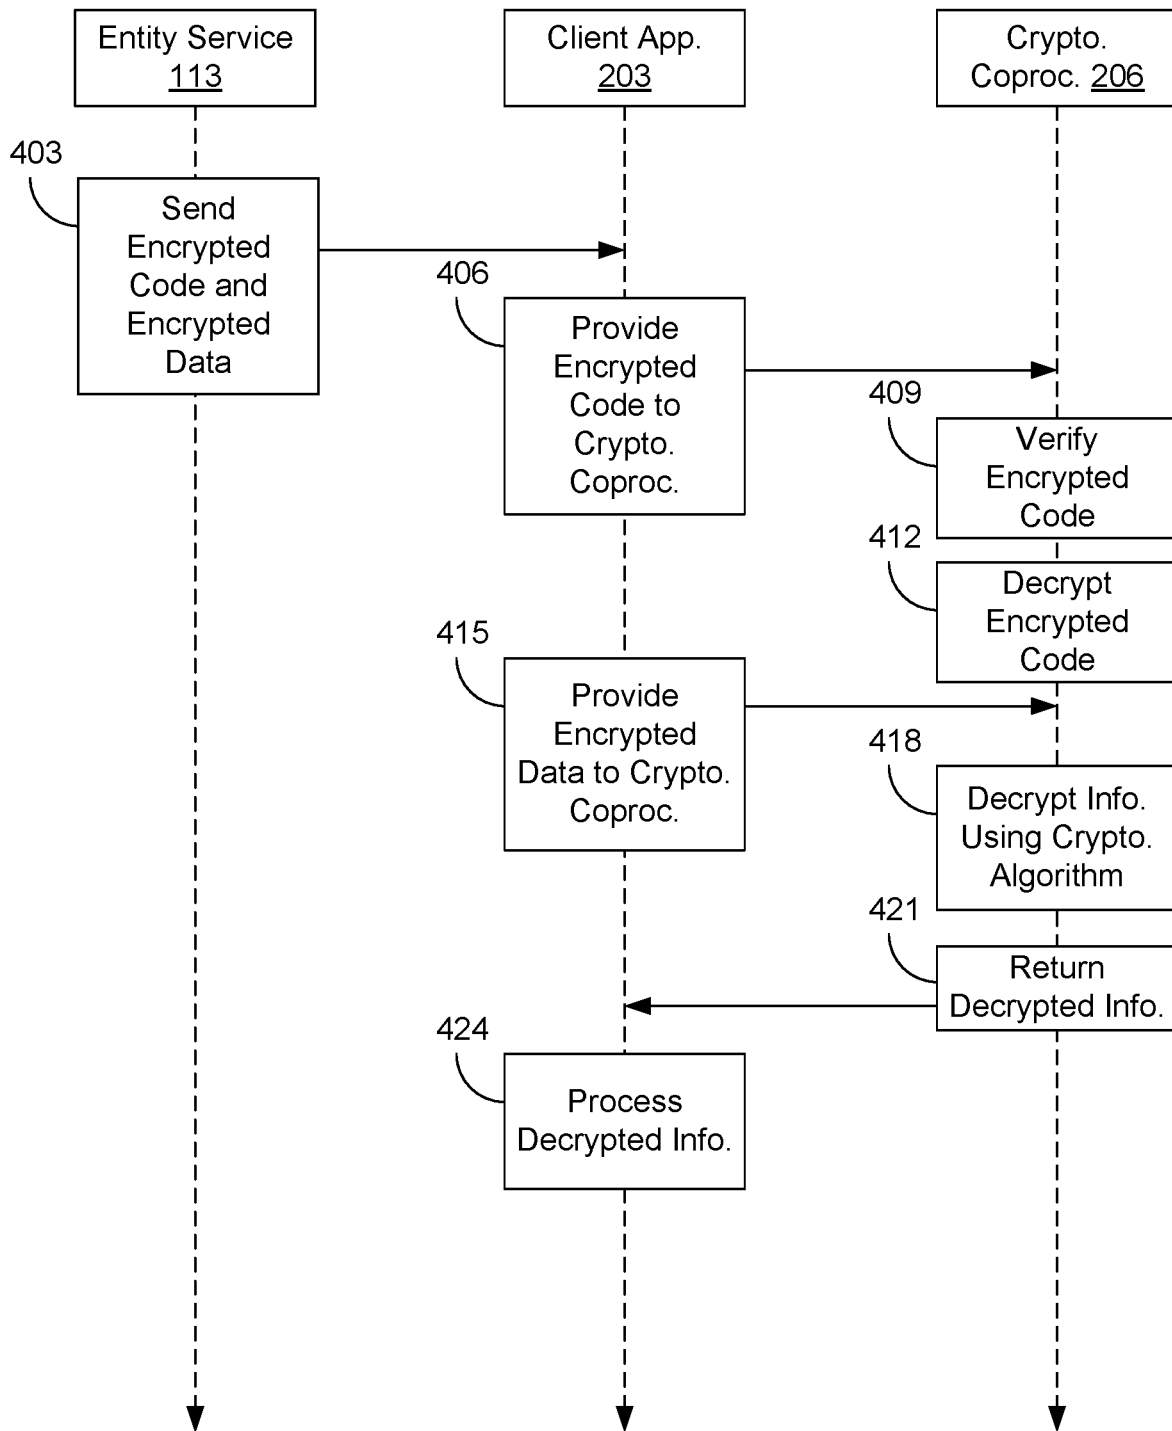 Entity Service
113
Client App.
203
Crypto.
Coproc. 206
403
Send
Encrypted
Code and
Encrypted
Data
406
Provide
Encrypted
Code to
Crypto.
Coproc.
409
Verify
Encrypted
Code
412
Decrypt
Encrypted
Code
415
Provide
Encrypted
Data to Crypto.
Coproc.
418
Decrypt Info.
Using Crypto.
Algorithm
421
Return
Decrypted Info.
424
Process
Decrypted Info.